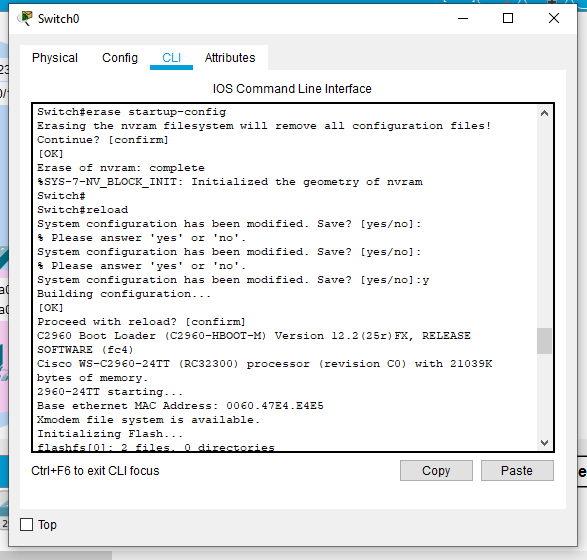 Switch0
Physical Config CLI Attributes
IOS Command Line Interface
Switch#erase startup-config
Erasing the nvram filesystem will remove all configuration files!
Continue? [confirm]
[OK]
Erase of nvram: complete
%SYS-7-NV_BLOCK_INIT: Initialized the geometry of nvram
Switch#
Switch#reload
System configuration has been modified. Save? [yes/no]:
% Please answer 'yes' or 'no'.
System configuration has been modified. Save? [yes/no]:
% Please answer 'yes' or 'no'.
System configuration has been modified. Save? [yes/no]:y
Building configuration...
[OK]
Proceed with reload? [confirm]
C2960 Boot Loader (C2960-HBOOT-M) Version 12.2(25r)FX, RELEASE
SOFTWARE (fc4)
Cisco WS-C2960-24TT (RC32300) processor (revision C0) with 21039K
bytes of memory.
2960-24TT starting...
Base ethernet MAC Address: 0060.47E4.E4E5
Xmodem file system is available.
Initializing Flash...
flashfs[0]: 2 files, 0 directories
Ctrl+F6 to exit CLI focus
Copy Paste
Top